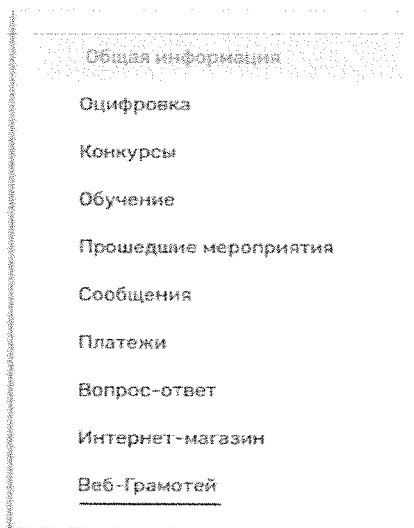 Общая информация
Оцифровка
Конкурсы
Обучение
Прошедшие мероприятия
Сообщения
Платежи
Вопрос-ответ
Интернет-магазин
Веб-Грамотей